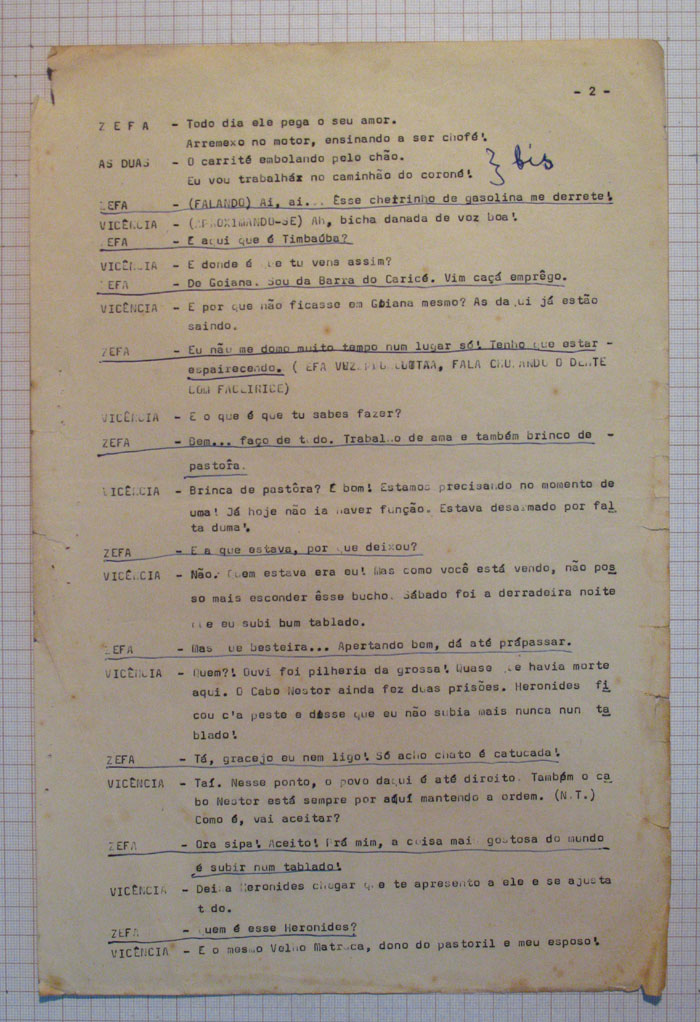 - 2 -
Z E F A - Todo dia ele pega o seu amor.
Arremexo no motor, ensinando a ser chofé!
AS DUAS - O carrité embolando pelo chão.
Eu vou trabalháx no caminhão do coroné!
} bis
ZEFA - (FALANDO) Ai, ai... Esse cheirinho de gasolina me derrete!
VICÊNCIA - (APROXIMANDO-SE) Ah, bicha danada de voz boa!
ZEFA - E aqui que é Timbaúba?
VICÊNCIA - E donde é que tu vens assim?
ZEFA - De Goiana. Sou da Barra do Caricé. Vim caçá emprêgo.
VICÊNCIA - E por que não ficasse em Goiana mesmo? As daqui já estão
saindo.
ZEFA - Eu não me domo muito tempo num lugar só! Tenho que estar -
espairecendo. ( EFA FALA O DENTE
COM FACEIRICE)
VICÊNCIA - E o que é que tu sabes fazer?
ZEFA - Bem... faço de tudo. Trabalho de ama e também brinco de -
pastôra.
VICÊNCIA - Brinca de pastôra? É bom! Estamos precisando no momento de
uma! Já hoje não ia haver função. Estava desarmado por fal
ta duma!
ZEFA - E a que estava, por que deixou?
VICÊNCIA - Não. Quem estava era eu! Mas como você está vendo, não pos
so mais esconder êsse bucho. Sábado foi a derradeira noite
que eu subi bum tablado.
ZEFA - Mas que besteira... Apertando bem, dá até prápassar.
VICÊNCIA - Quem?! Ouvi foi pilheria da grossa! Quase que havia morte
aqui. O Cabo Nestor ainda fez duas prisões. Heronides fi
cou c'a peste e disse que eu não subia mais nunca nun ta
blado!
ZEFA - Tá, gracejo eu nem ligo! Só acho chato é catucada!
VICÊNCIA - Taí. Nesse ponto, o povo daqui é até direito. Também o ca
bo Nestor está sempre por aquí mantendo a ordem. (N.T.)
Como é, vai aceitar?
ZEFA - Ora sipa! Aceito! Prá mim, a coisa mais gostosa do mundo
é subir num tablado!
VICÊNCIA - Deixa Heronides chegar que te apresento a ele e se ajusta
tudo.
ZEFA - Quem é esse Heronides?
VICÊNCIA - E o mesmo Velho Matraca, dono do pastoril e meu esposo!